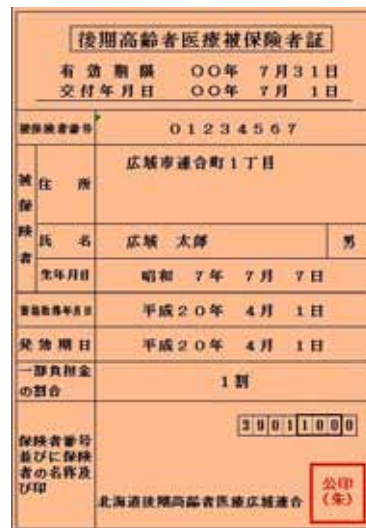 後期高齢者医療被保険者証
有効期限 〇〇年 7月31日
交付年月日 〇〇年 7月 1日
被保険者番号 01234567
被保険者
住所 広域市連合町1丁目
氏名 広域 太郎 男
生年月日 昭和 7年 7月 7日
資格取得年月日 平成20年 4月 1日
発効期日 平成20年 4月 1日
一部負担金の割合 1割
39011000
保険者番号
並びに保険
者の名称及
び印
北海道後期高齢者医療広域連合
公印
(朱)